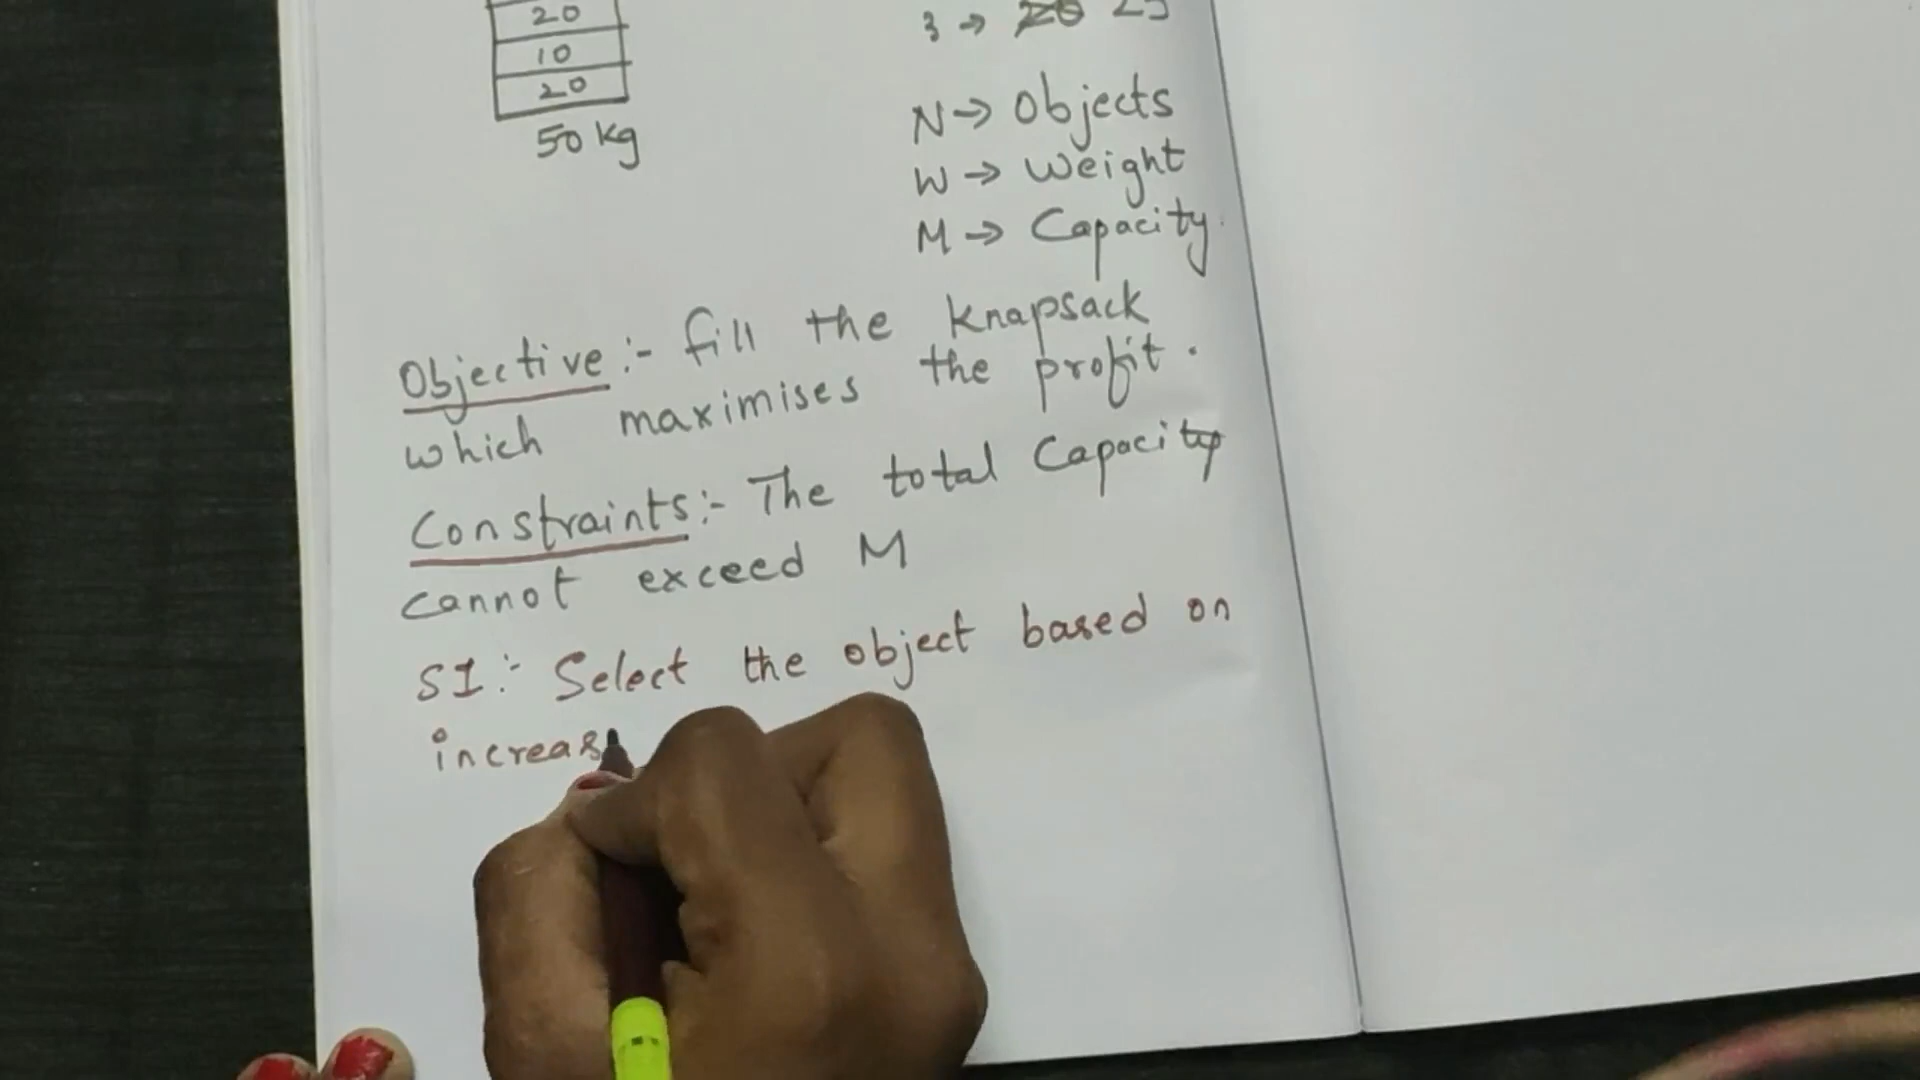 20
10
20
50 kg
3 → 25
N → Objects
W → Weight
M → Capacity.
Objective :- fill the knapsack
which maximises the profit.
Constraints :- The total Capacity
cannot exceed M
S1 :- Select the object based on
increas